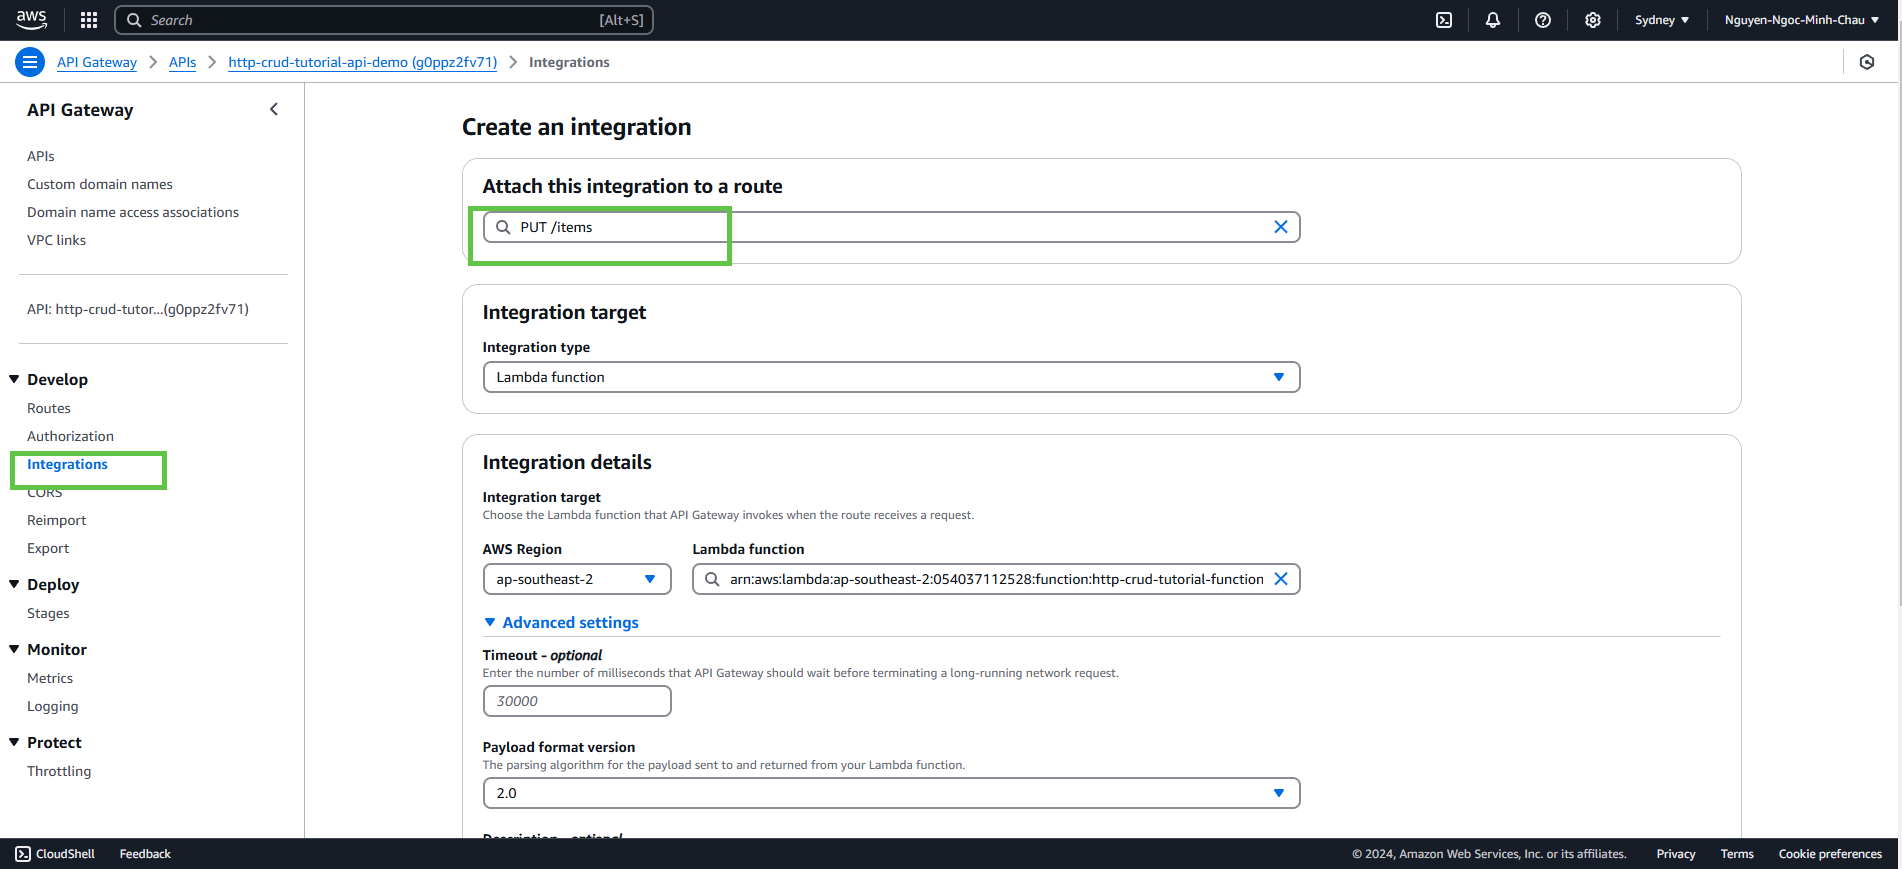 aws
Search
[Alt+S]
Sydney
Nguyen-Ngoc-Minh-Chau
API Gateway
APIs
http-crud-tutorial-api-demo (g0ppz2fv71)
Integrations
API Gateway
APIs
Custom domain names
Domain name access associations
VPC links
API: http-crud-tutor...(g0ppz2fv71)
Develop
Routes
Authorization
Integrations
CORS
Reimport
Export
Deploy
Stages
Monitor
Metrics
Logging
Protect
Throttling
Create an integration
Attach this integration to a route
PUT /items
Integration target
Integration type
Lambda function
Integration details
Integration target
Choose the Lambda function that API Gateway invokes when the route receives a request.
AWS Region
Lambda function
ap-southeast-2
arn:aws:lambda:ap-southeast-2:054037112528:function:http-crud-tutorial-function
Advanced settings
Timeout - optional
Enter the number of milliseconds that API Gateway should wait before terminating a long-running network request.
30000
Payload format version
The parsing algorithm for the payload sent to and returned from your Lambda function.
2.0
Description - optional
CloudShell
Feedback
© 2024, Amazon Web Services, Inc. or its affiliates.
Privacy
Terms
Cookie preferences